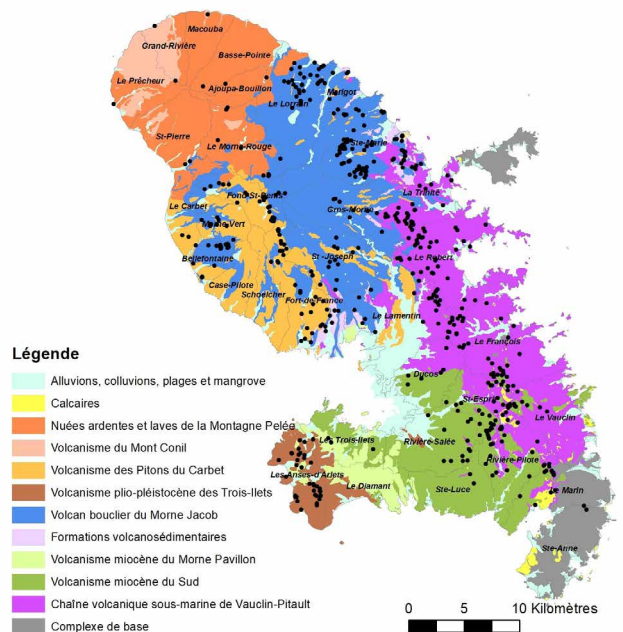 Macouba
Grand-Rivière
Basse-Pointe
Le Prêcheur
Ajoupa-Bouillon
Le Lorrain
Marigot
St-Pierre
Le Morne-Rouge
Ste-Marie
La Trinité
Fond-St-Denis
Le Carbet
Gros-Morne
Morne-Vert
Bellefontaine
St-Joseph
Le Robert
Case-Pilote
Schoelcher
Fort-de-France
Le Lamentin
Le François
Ducos
St-Esprit
Le Vauclin
Les Trois-Ilets
Rivière-Salée
Rivière-Pilote
Les Anses-d'Arlets
Le Diamant
Ste-Luce
Le Marin
Ste-Anne
Légende
Alluvions, colluvions, plages et mangrove
Calcaires
Nuées ardentes et laves de la Montagne Pelée
Volcanisme du Mont Conil
Volcanisme des Pitons du Carbet
Volcanisme plio-pléistocène des Trois-Ilets
Volcan bouclier du Morne Jacob
Formations volcanosédimentaires
Volcanisme miocène du Morne Pavillon
Volcanisme miocène du Sud
Chaîne volcanique sous-marine de Vauclin-Pitault
Complexe de base
0 5 10 Kilomètres